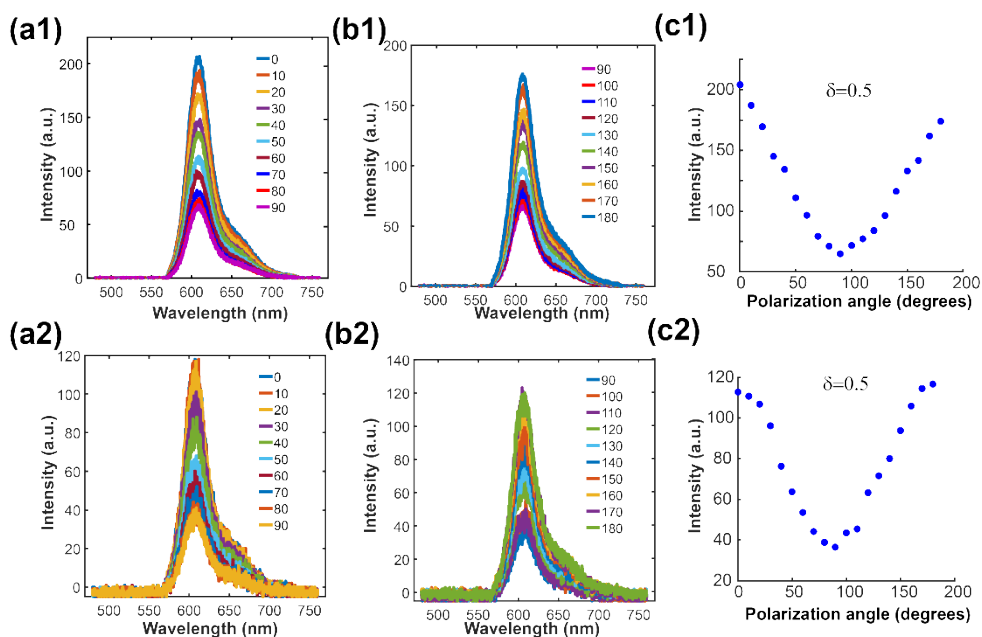 (a1)
200
150
100
50
0
Intensity (a.u.)
0
10
20
30
40
50
60
70
80
90
500 550 600 650 700 750
Wavelength (nm)
(b1)
200
150
100
50
0
Intensity (a.u.)
90
100
110
120
130
140
150
160
170
180
500 550 600 650 700 750
Wavelength (nm)
(c1)
δ=0.5
200
150
100
50
Intensity (a.u.)
0 50 100 150 200
Polarization angle (degrees)
(a2)
120
100
80
60
40
20
0
Intensity (a.u.)
0
10
20
30
40
50
60
70
80
90
500 550 600 650 700 750
Wavelength (nm)
(b2)
140
120
100
80
60
40
20
0
Intensity (a.u.)
90
100
110
120
130
140
150
160
170
180
500 550 600 650 700 750
Wavelength (nm)
(c2)
δ=0.5
120
100
80
60
40
20
Intensity (a.u.)
0 50 100 150 200
Polarization angle (degrees)